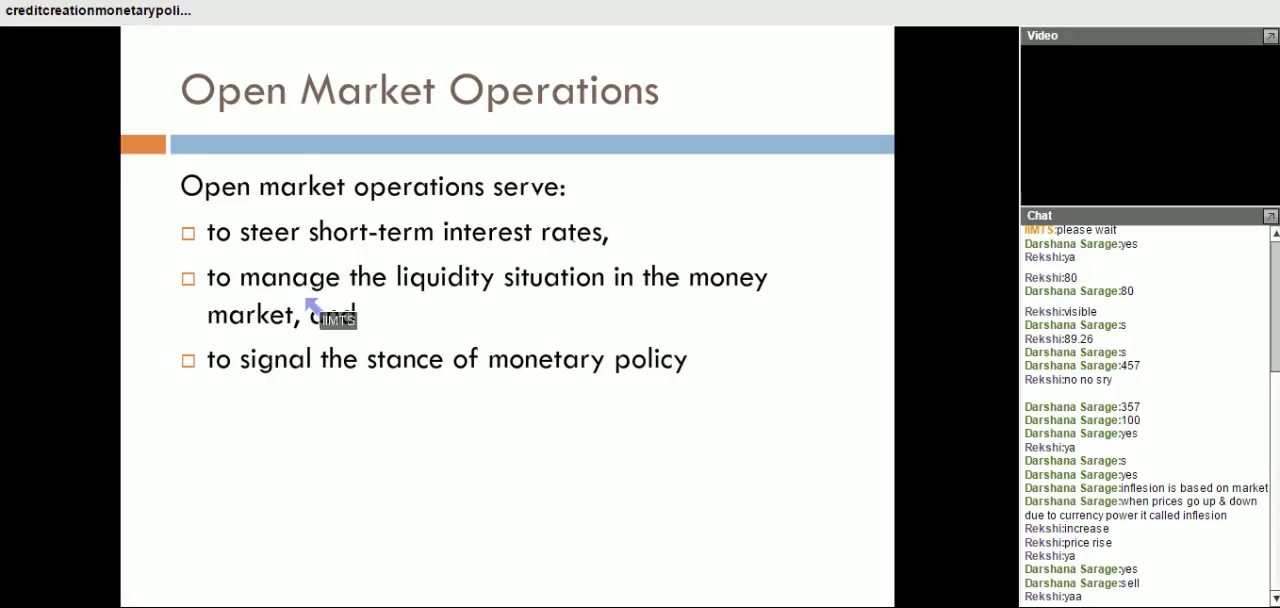 creditcreationmonetarypoli...
Open Market Operations
Open market operations serve:
to steer short-term interest rates,
to manage the liquidity situation in the money
market, and
IIMTS
to signal the stance of monetary policy
Video
Chat
IIMTS:please wait
Darshana Sarage:yes
Rekshi:ya
Rekshi:80
Darshana Sarage:80
Rekshi:visible
Darshana Sarage:s
Rekshi:89.26
Darshana Sarage:s
Darshana Sarage:457
Rekshi:no no sry
Darshana Sarage:357
Darshana Sarage:100
Darshana Sarage:yes
Rekshi:ya
Darshana Sarage:s
Darshana Sarage:yes
Darshana Sarage:inflesion is based on market
Darshana Sarage:when prices go up & down
due to currency power it called inflesion
Rekshi:increase
Rekshi:price rise
Rekshi:ya
Darshana Sarage:yes
Darshana Sarage:sell
Rekshi:yaa